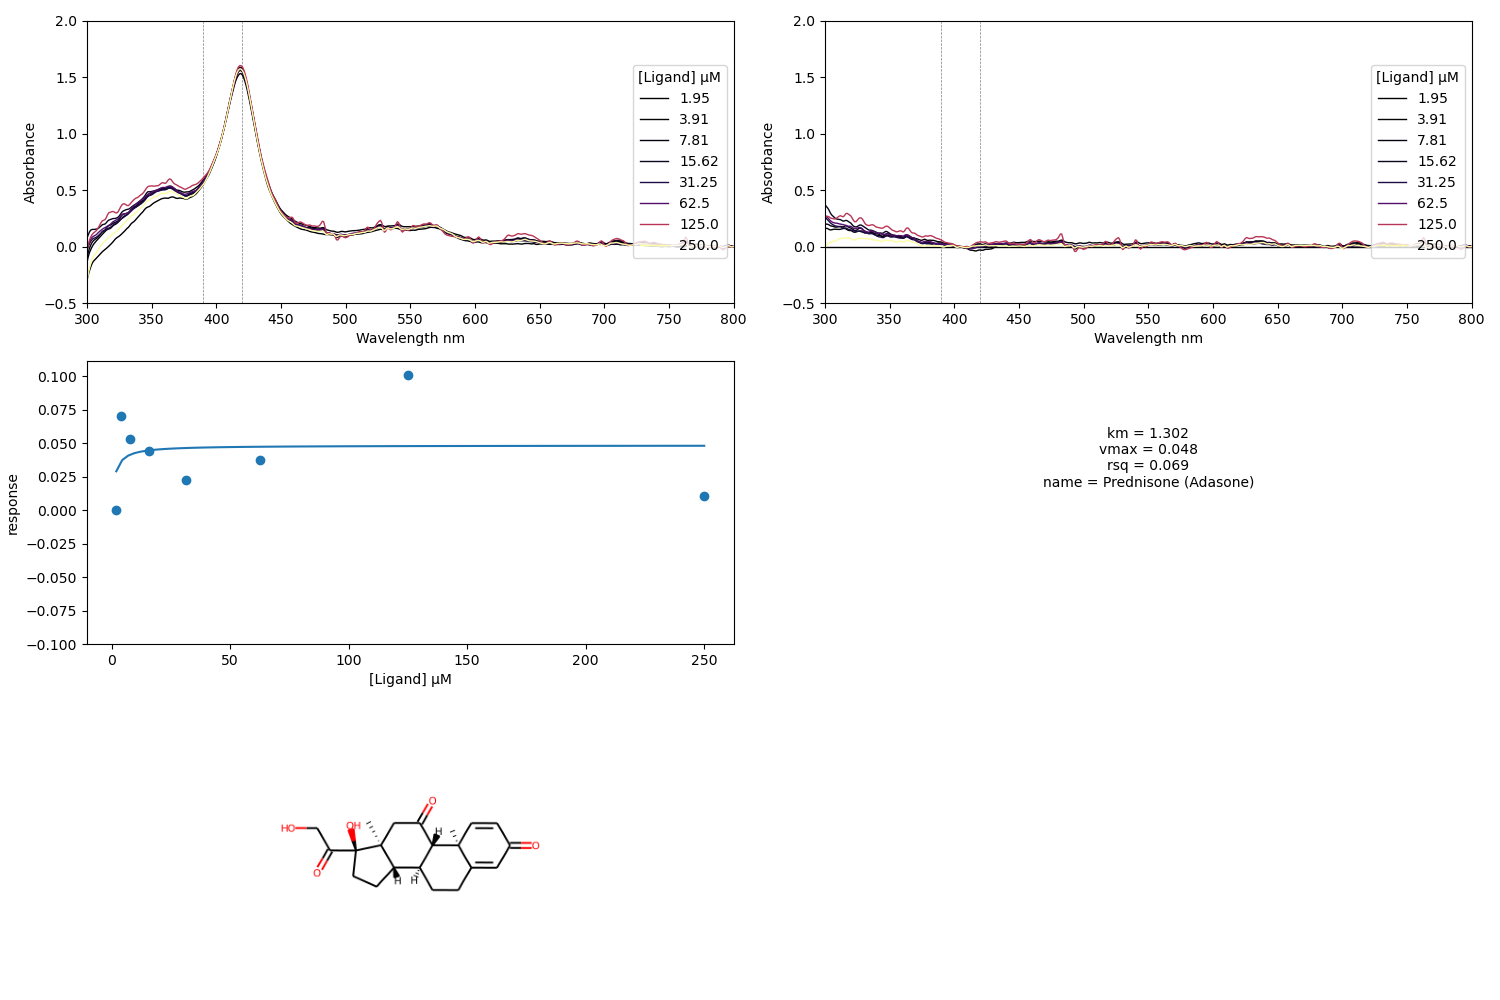 2.0
1.5
1.0
0.5
0.0
−0.5
Absorbance
300 350 400 450 500 550 600 650 700 750 800
Wavelength nm
[Ligand] µM
1.95
3.91
7.81
15.62
31.25
62.5
125.0
250.0
2.0
1.5
1.0
0.5
0.0
−0.5
Absorbance
300 350 400 450 500 550 600 650 700 750 800
Wavelength nm
[Ligand] µM
1.95
3.91
7.81
15.62
31.25
62.5
125.0
250.0
0.100
0.075
0.050
0.025
0.000
−0.025
−0.050
−0.075
−0.100
response
0 50 100 150 200 250
[Ligand] µM
km = 1.302
vmax = 0.048
rsq = 0.069
name = Prednisone (Adasone)
O
HO OH H
O
O H H